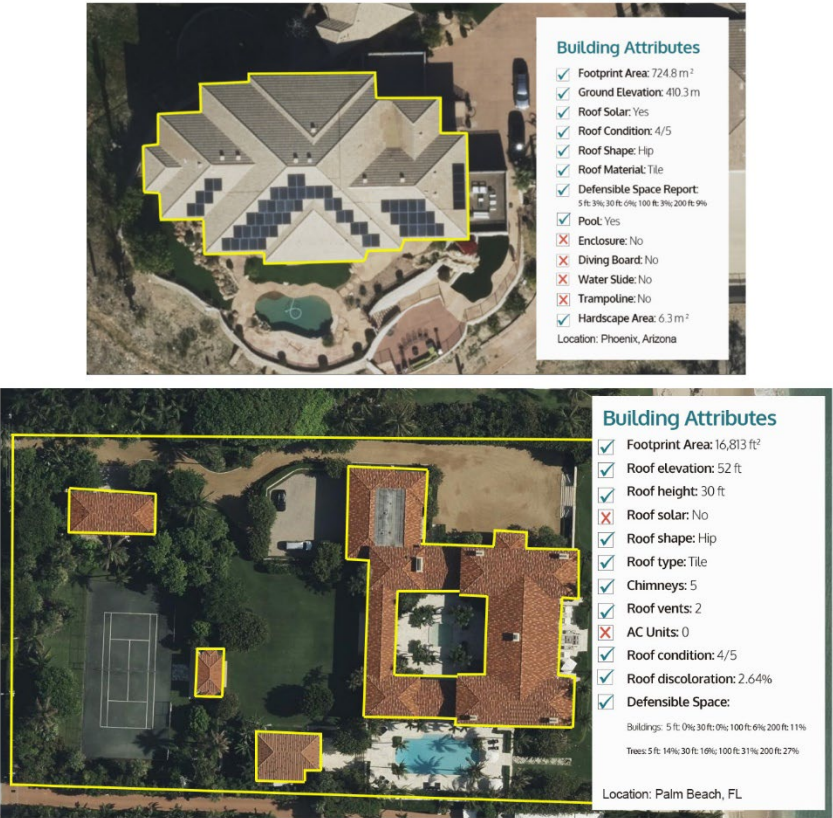 Building Attributes
Footprint Area: 724.8 m²
Ground Elevation: 410.3 m
Roof Solar: Yes
Roof Condition: 4/5
Roof Shape: Hip
Roof Material: Tile
Defensible Space Report:
5 ft: 3%; 30 ft: 6%; 100 ft: 3%; 200 ft: 9%
Pool: Yes
Enclosure: No
Diving Board: No
Water Slide: No
Trampoline: No
Hardscape Area: 6.3 m²
Location: Phoenix, Arizona
Building Attributes
Footprint Area: 16,813 ft²
Roof elevation: 52 ft
Roof height: 30 ft
Roof solar: No
Roof shape: Hip
Roof type: Tile
Chimneys: 5
Roof vents: 2
AC Units: 0
Roof condition: 4/5
Roof discoloration: 2.64%
Defensible Space:
Buildings: 5 ft: 0%; 30 ft: 0%; 100 ft: 6%; 200 ft: 11%
Trees: 5 ft: 14%; 30 ft: 16%; 100 ft: 31%; 200 ft: 27%
Location: Palm Beach, FL